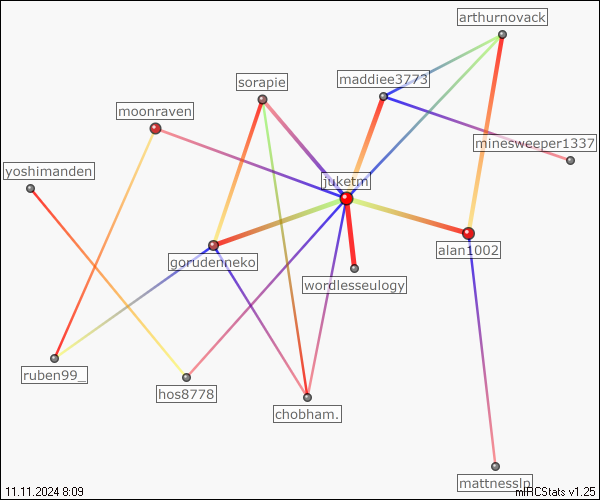 arthurnovack
maddiee3773
sorapie
moonraven
minesweeper1337
yoshimanden
juketm
alan1002
gorudenneko
wordlesseulogy
ruben99_
hos8778
chobham.
mattnesslp
11.11.2024 8:09
mIRCStats v1.25